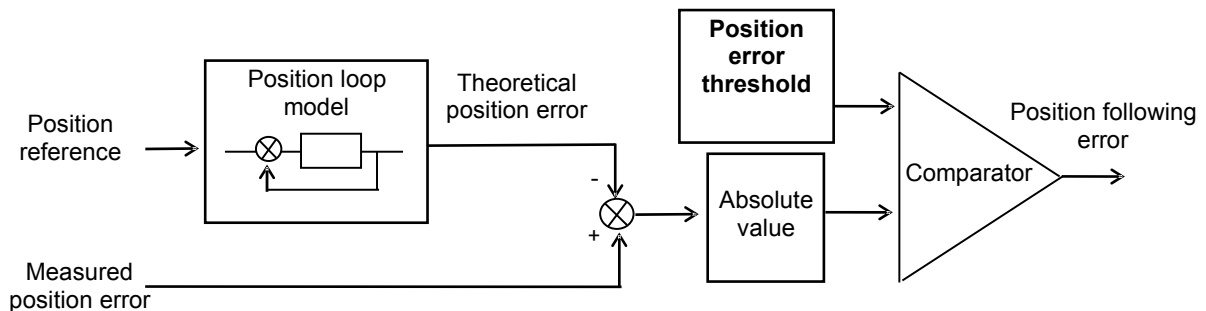 Position
reference
Position loop
model
Theoretical
position error
-
+
Measured
position error
Position
error
threshold
Absolute
value
Comparator
Position following
error